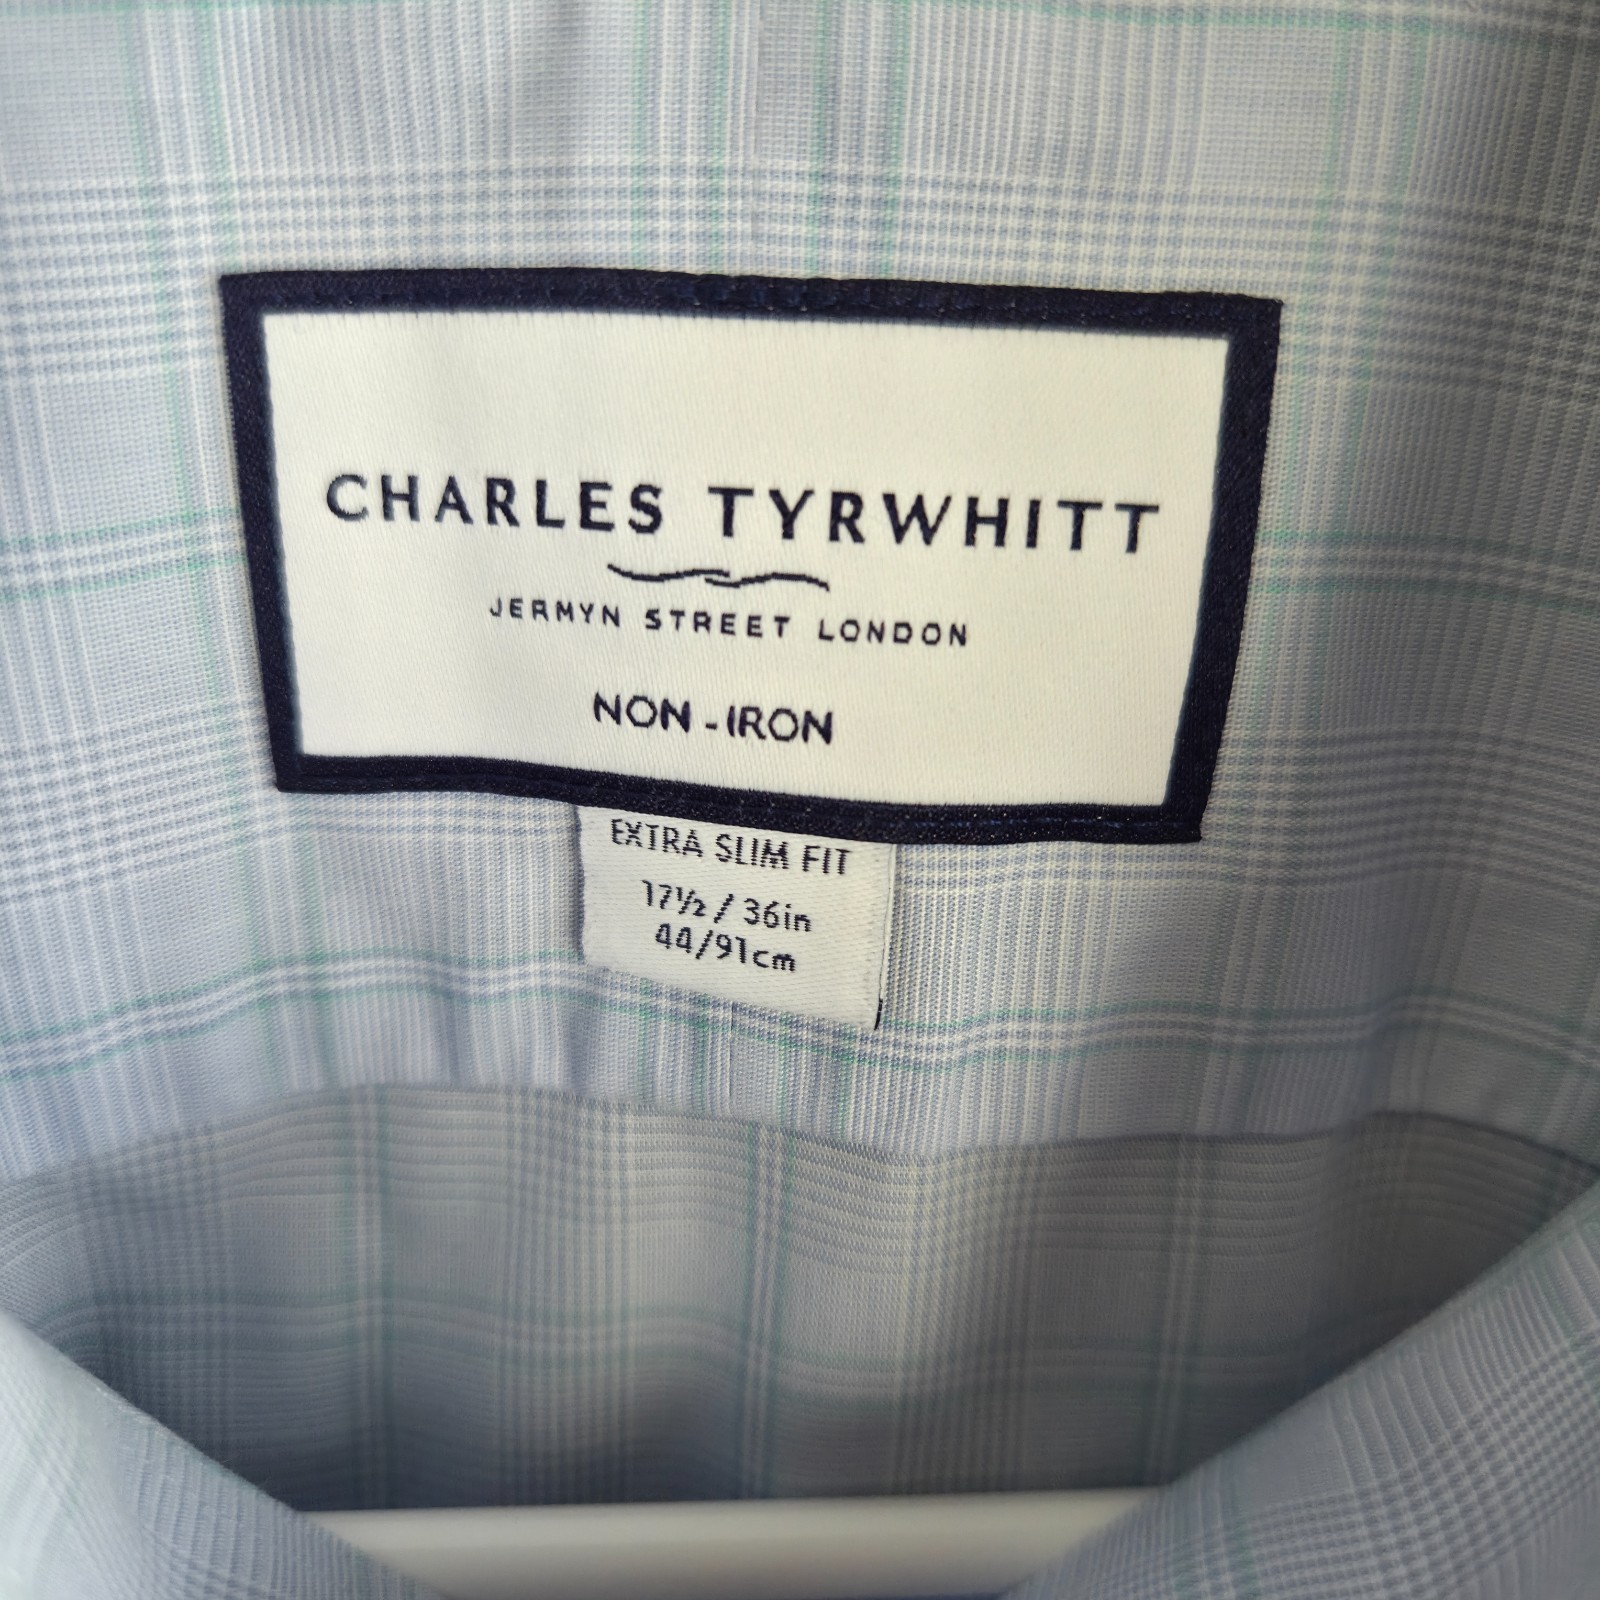 CHARLES TYRWHITT
JERMYN STREET LONDON
NON-IRON
EXTRA SLIM FIT
17½ / 36in
44/91cm